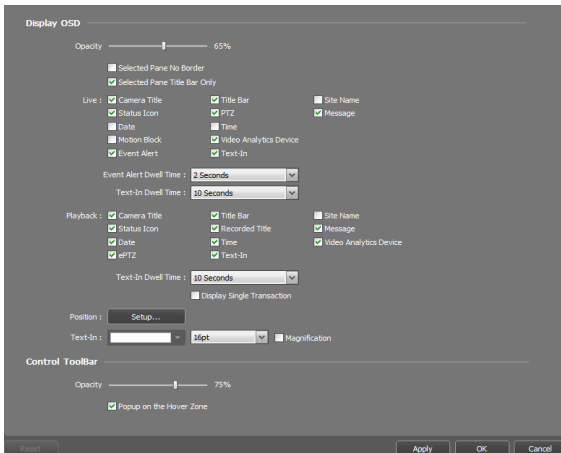 Display OSD
Opacity 65%
Selected Pane No Border
Selected Pane Title Bar Only
Live : Camera Title Title Bar Site Name
Status Icon PTZ Message
Date Time
Motion Block Video Analytics Device
Event Alert Text-In
Event Alert Dwell Time : 2 Seconds
Text-In Dwell Time : 10 Seconds
Playback : Camera Title Title Bar Site Name
Status Icon Recorded Title Message
Date Time Video Analytics Device
ePTZ Text-In
Text-In Dwell Time : 10 Seconds
Display Single Transaction
Position : Setup...
Text-In : 16pt Magnification
Control ToolBar
Opacity 75%
Popup on the Hover Zone
Reset Apply OK Cancel